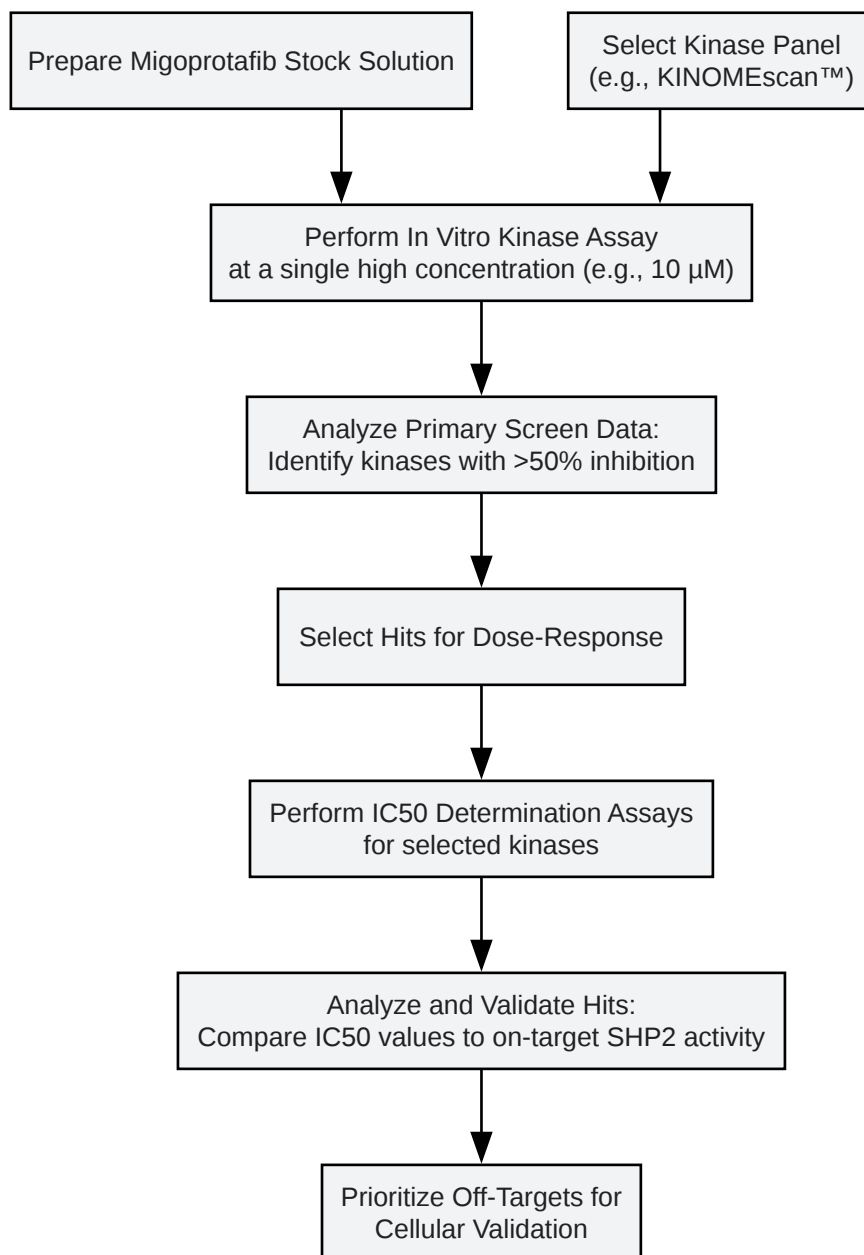 Prepare Migoprotafib Stock Solution
Select Kinase Panel
(e.g., KINOMEscan™)
Perform In Vitro Kinase Assay
at a single high concentration (e.g., 10 µM)
Analyze Primary Screen Data:
Identify kinases with >50% inhibition
Select Hits for Dose-Response
Perform IC50 Determination Assays
for selected kinases
Analyze and Validate Hits:
Compare IC50 values to on-target SHP2 activity
Prioritize Off-Targets for
Cellular Validation